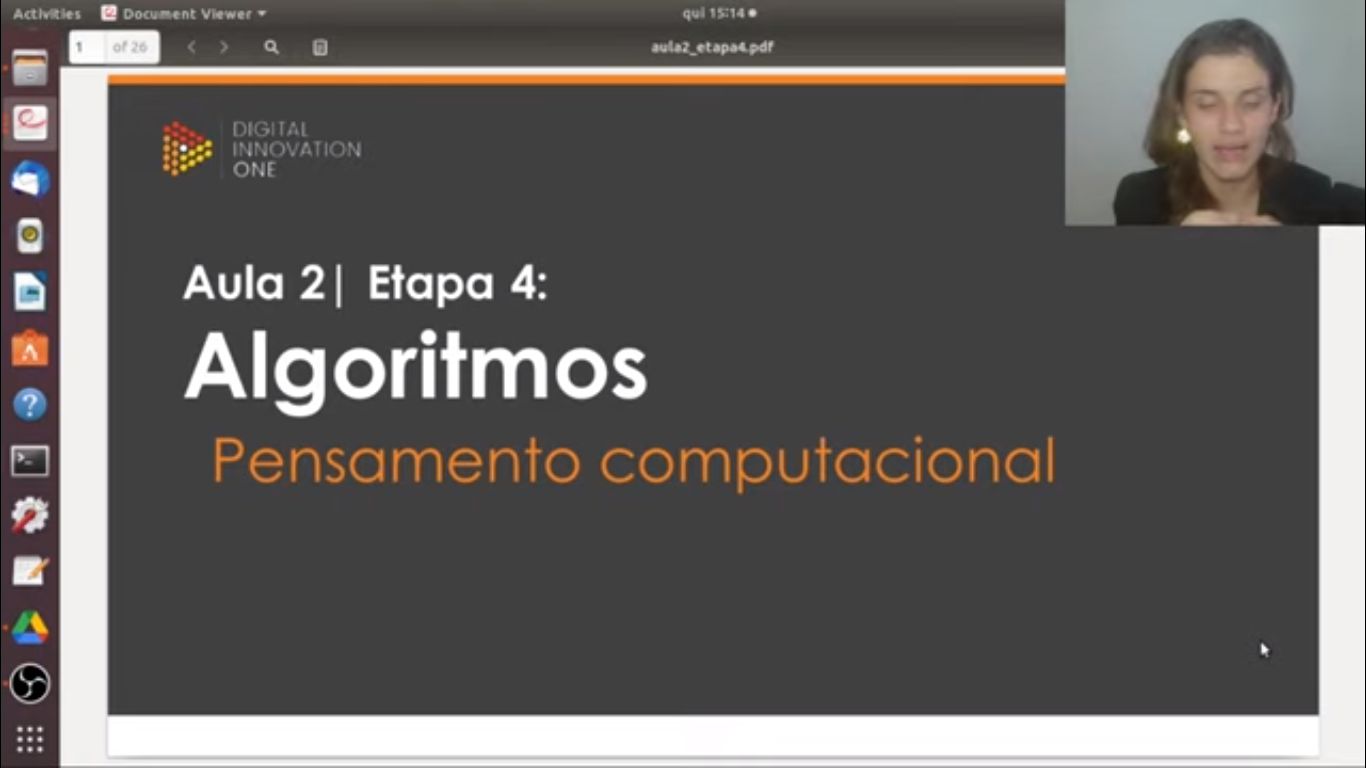 Activities
Document Viewer
qui 15:14
1
of 26
aula2_etapa4.pdf
DIGITAL
INNOVATION
ONE
Aula 2| Etapa 4:
Algoritmos
Pensamento computacional